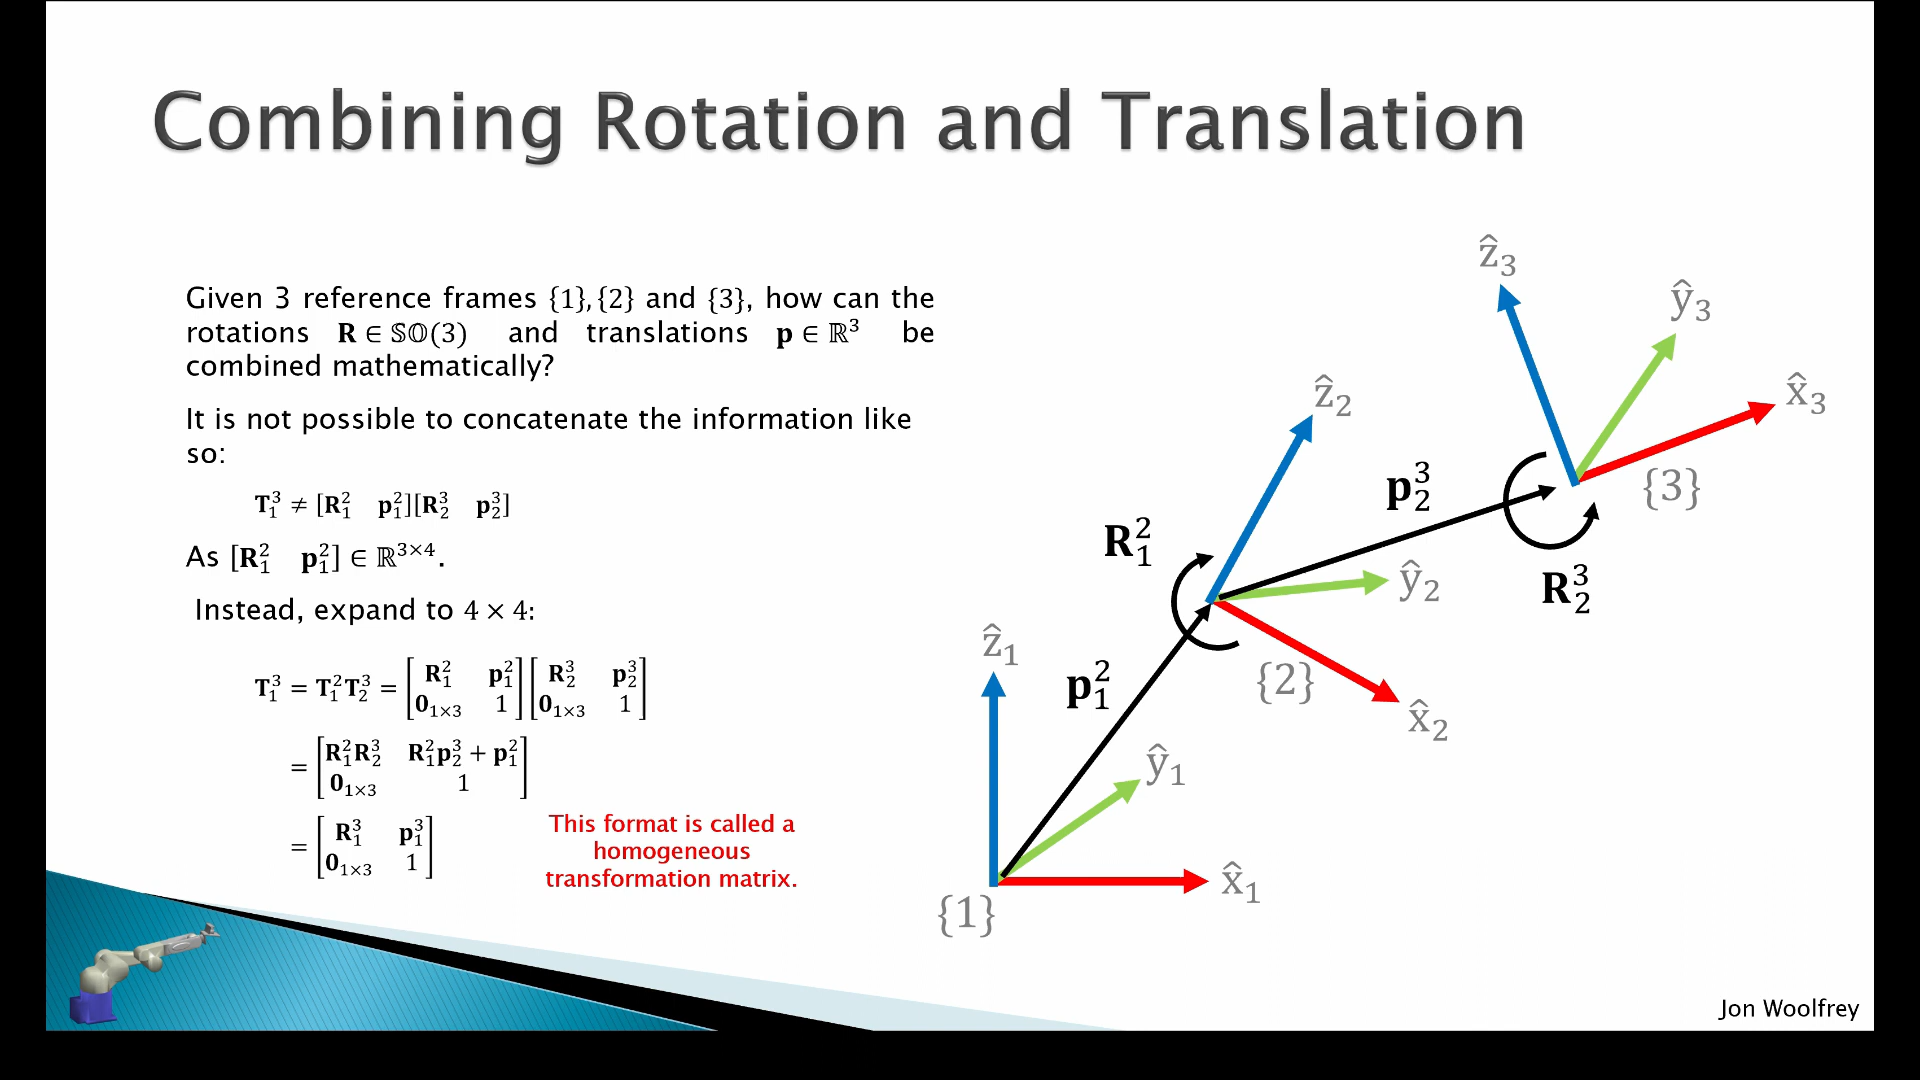 Combining Rotation and Translation
Given 3 reference frames {1}, {2} and {3}, how can the
rotations R ∈ 𝕊𝕆(3) and translations p ∈ ℝ³ be
combined mathematically?
It is not possible to concatenate the information like
so:
T₁³ ≠ [R₁² p₁²][R₂³ p₂³]
As [R₁² p₁²] ∈ ℝ³ˣ⁴.
Instead, expand to 4 × 4:
T₁³ = T₁²T₂³ = [R₁² p₁²; 0₁ₓ₃ 1][R₂³ p₂³; 0₁ₓ₃ 1]
= [R₁²R₂³ R₁²p₂³ + p₁²; 0₁ₓ₃ 1]
= [R₁³ p₁³; 0₁ₓ₃ 1]
This format is called a
homogeneous
transformation matrix.
ẑ₃
ŷ₃
x̂₃
{3}
R₂³
p₂³
ẑ₂
ŷ₂
x̂₂
{2}
R₁²
p₁²
ẑ₁
ŷ₁
x̂₁
{1}
Jon Woolfrey